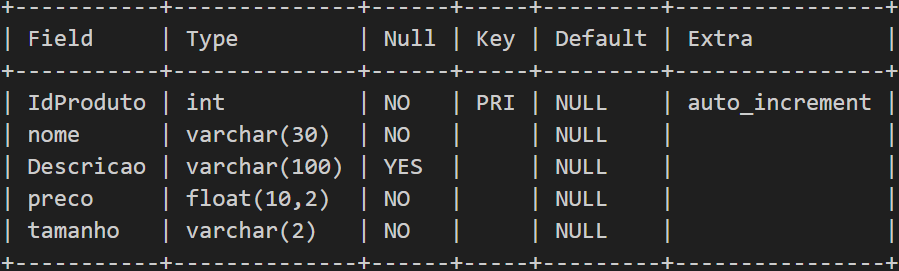 +-----------+--------------+------+-----+---------+----------------+
| Field     | Type         | Null | Key | Default | Extra          |
+-----------+--------------+------+-----+---------+----------------+
| IdProduto | int          | NO   | PRI | NULL    | auto_increment |
| nome      | varchar(30)  | NO   |     | NULL    |                |
| Descricao | varchar(100) | YES  |     | NULL    |                |
| preco     | float(10,2)  | NO   |     | NULL    |                |
| tamanho   | varchar(2)   | NO   |     | NULL    |                |
+-----------+--------------+------+-----+---------+----------------+